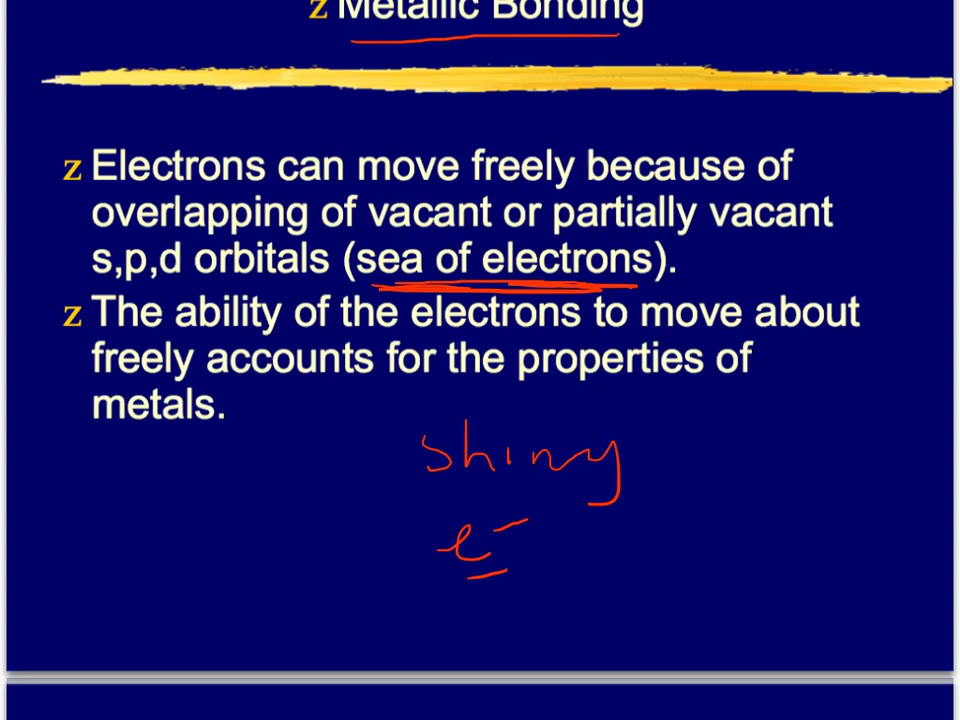 z Metallic Bonding
z Electrons can move freely because of
overlapping of vacant or partially vacant
s,p,d orbitals (sea of electrons).
z The ability of the electrons to move about
freely accounts for the properties of
metals.
shiny
e⁻